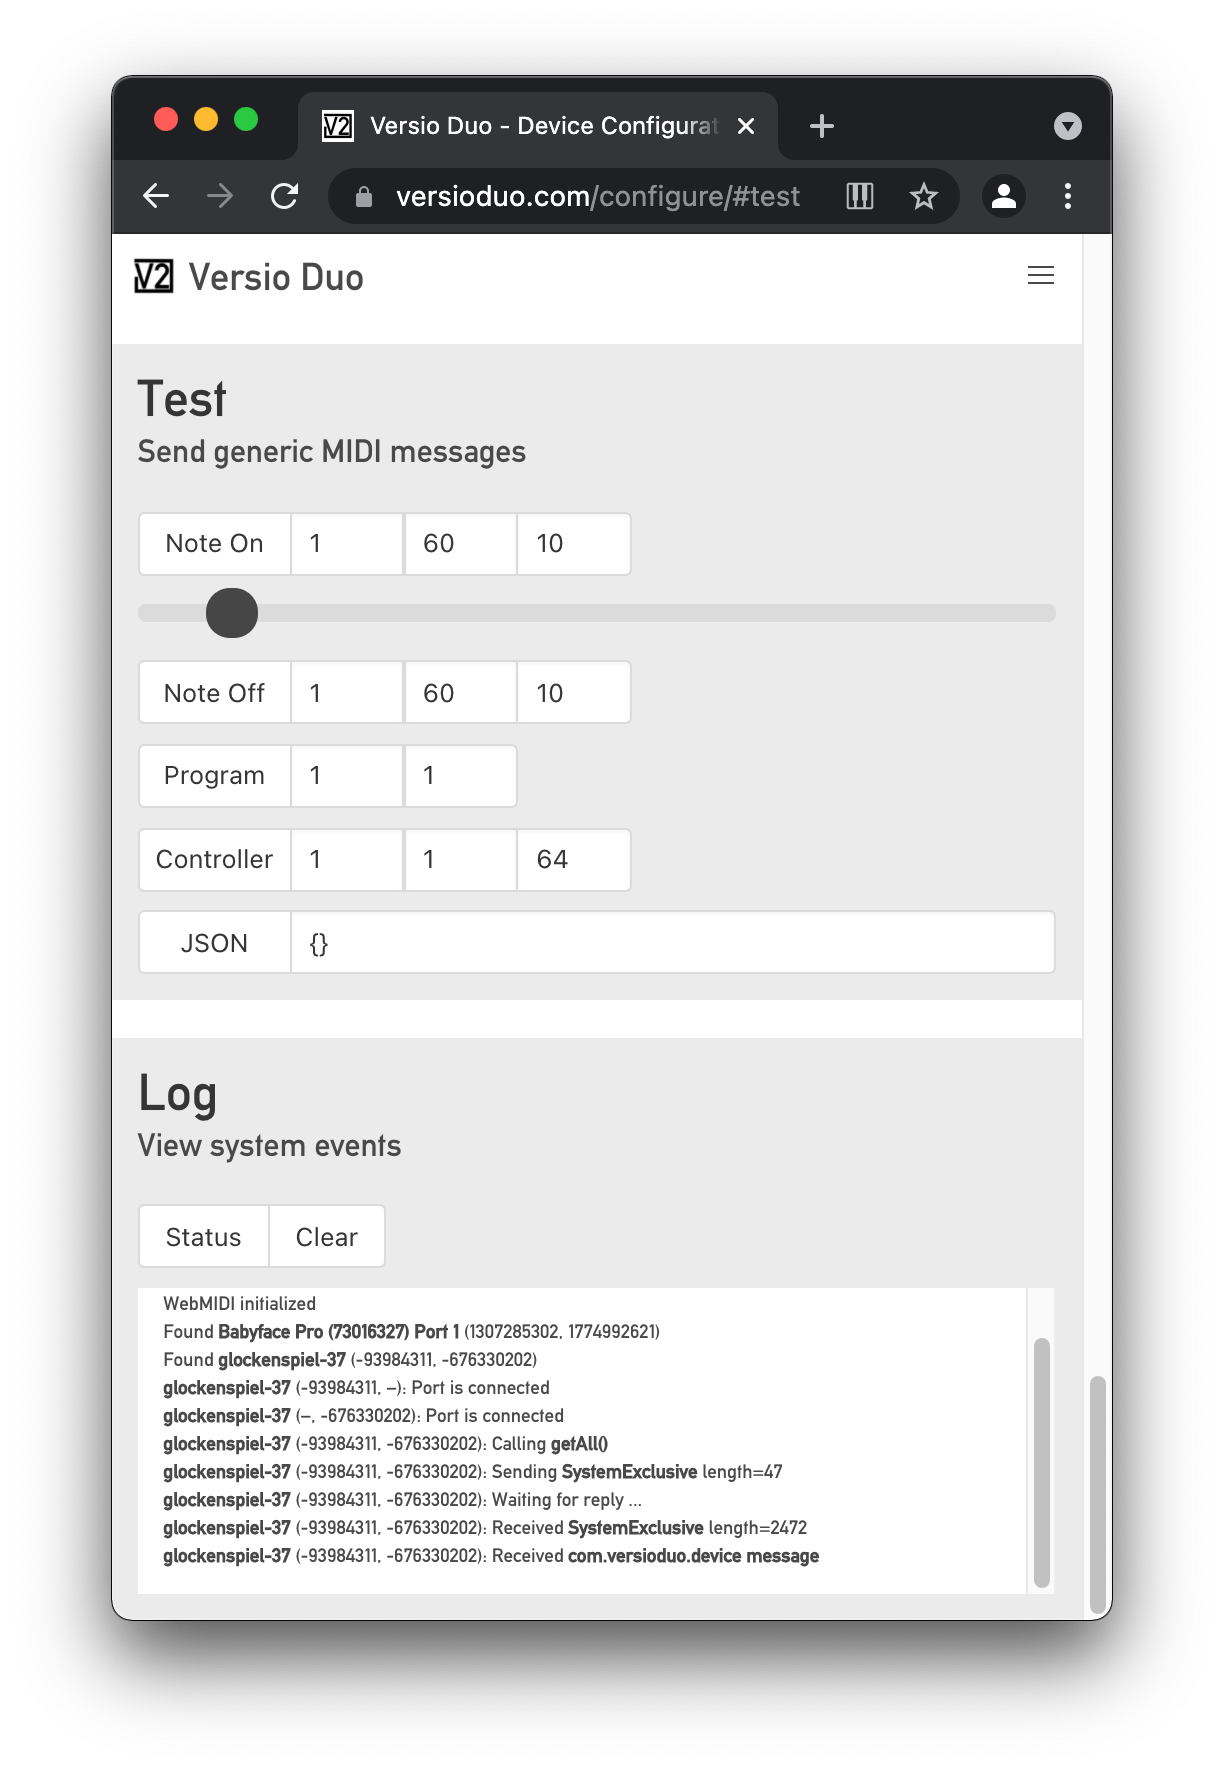 V2 Versio Duo - Device Configurat
versioduo.com/configure/#test
V2 Versio Duo
Test
Send generic MIDI messages
Note On 1 60 10
Note Off 1 60 10
Program 1 1
Controller 1 1 64
JSON {}
Log
View system events
Status Clear
WebMIDI initialized
Found Babyface Pro (73016327) Port 1 (1307285302, 1774992621)
Found glockenspiel-37 (-93984311, -676330202)
glockenspiel-37 (-93984311, –): Port is connected
glockenspiel-37 (–, -676330202): Port is connected
glockenspiel-37 (-93984311, -676330202): Calling getAll()
glockenspiel-37 (-93984311, -676330202): Sending SystemExclusive length=47
glockenspiel-37 (-93984311, -676330202): Waiting for reply ...
glockenspiel-37 (-93984311, -676330202): Received SystemExclusive length=2472
glockenspiel-37 (-93984311, -676330202): Received com.versioduo.device message